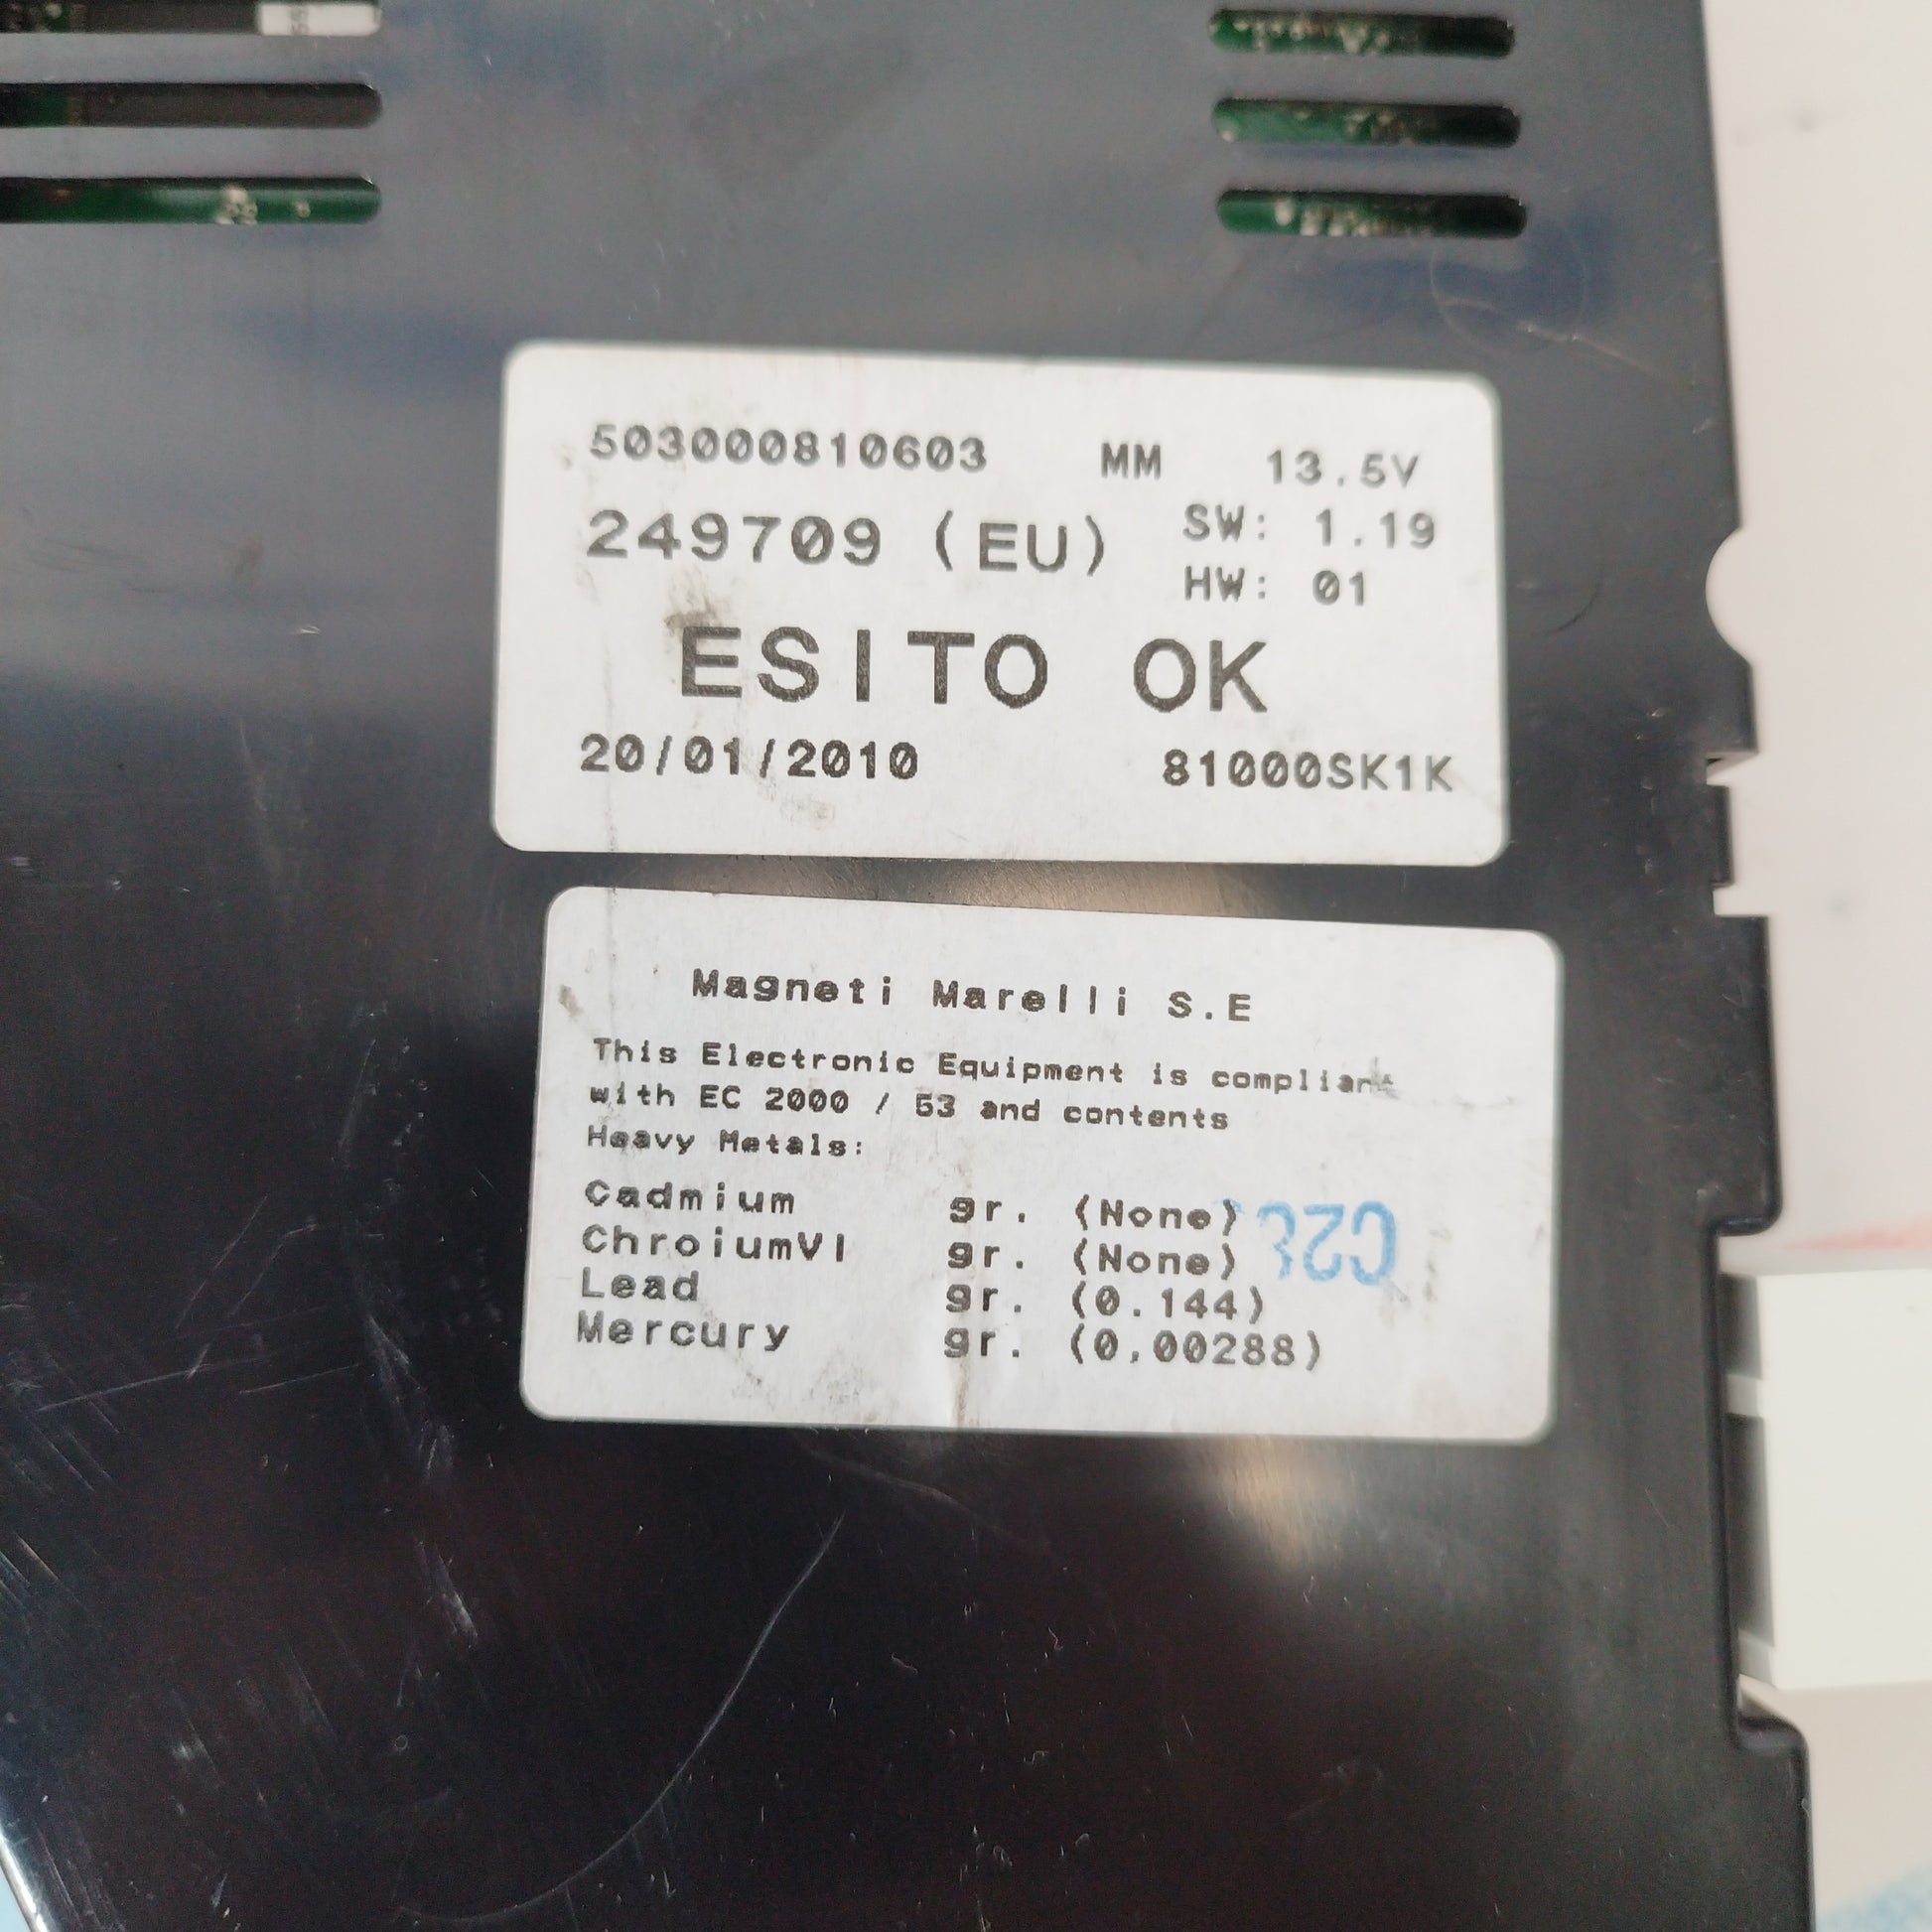 503000810603 MM 13.5V
249709 (EU) SW: 1.19
HW: 01
ESITO OK
20/01/2010 81000SK1K
Magneti Marelli S.E
This Electronic Equipment is compliant
with EC 2000 / 53 and contents
Heavy Metals:
Cadmium gr. (None)
ChroiumVI gr. (None)
Lead gr. (0.144)
Mercury gr. (0,00288)